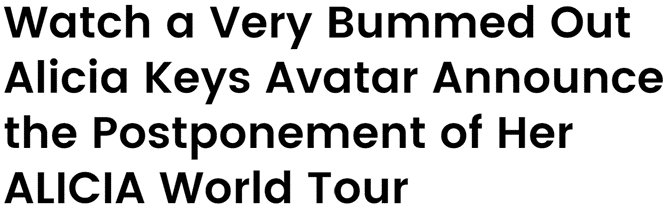 Watch a Very Bummed Out
Alicia Keys Avatar Announce
the Postponement of Her
ALICIA World Tour